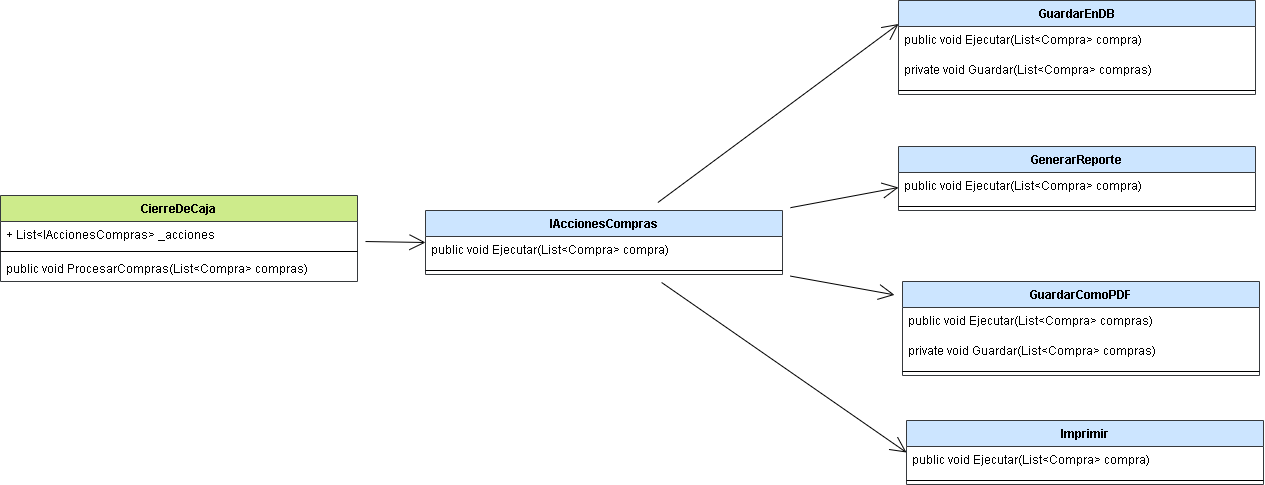 CierreDeCaja
+ List<IAccionesCompras> _acciones
public void ProcesarCompras(List<Compra> compras)
IAccionesCompras
public void Ejecutar(List<Compra> compra)
GuardarEnDB
public void Ejecutar(List<Compra> compra)
private void Guardar(List<Compra> compras)
GenerarReporte
public void Ejecutar(List<Compra> compra)
GuardarComoPDF
public void Ejecutar(List<Compra> compras)
private void Guardar(List<Compra> compras)
Imprimir
public void Ejecutar(List<Compra> compra)